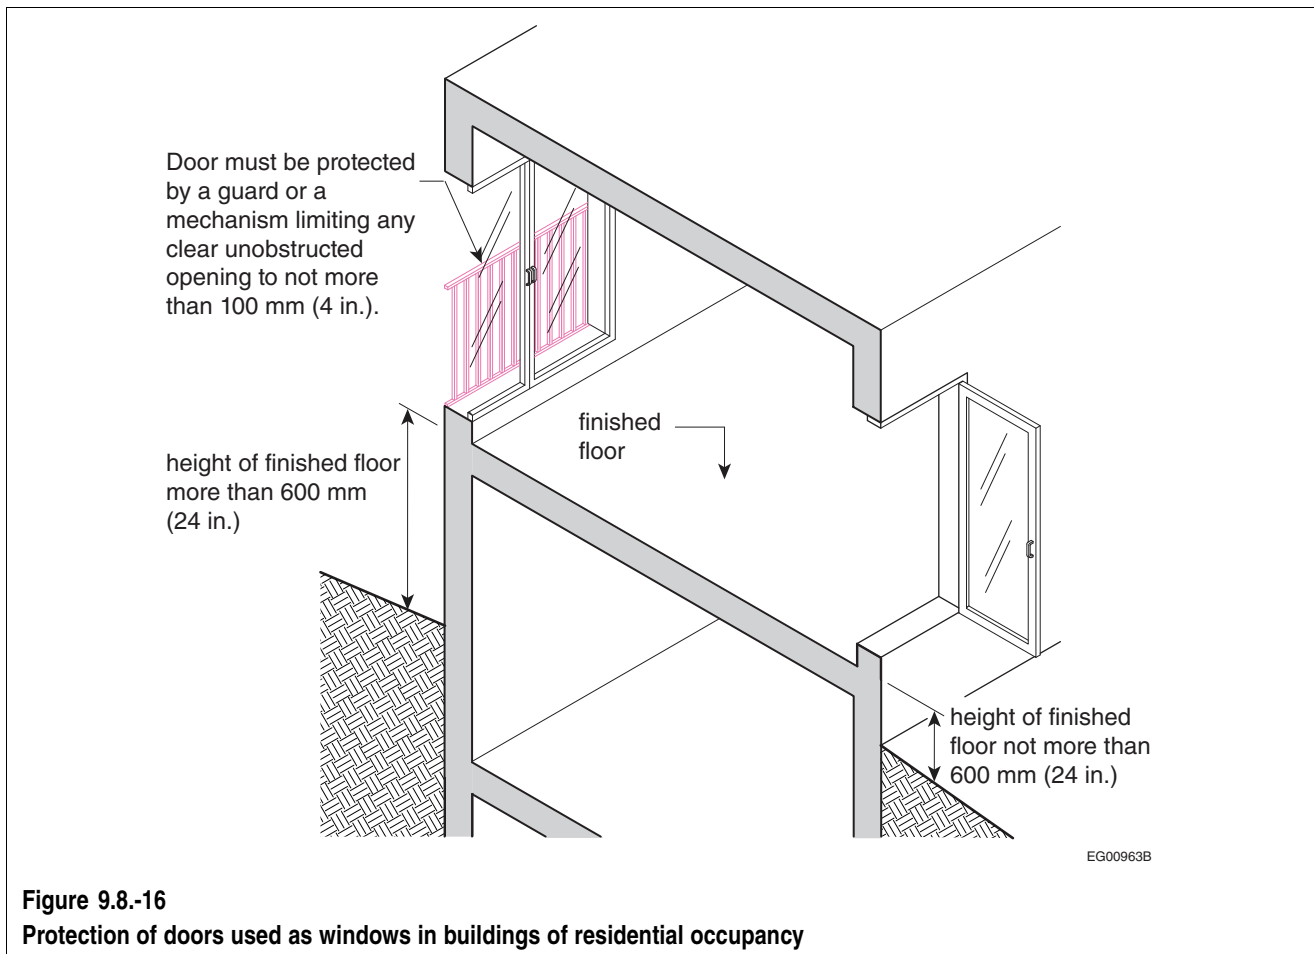 Door must be protected
by a guard or a
mechanism limiting any
clear unobstructed
opening to not more
than 100 mm (4 in.).
finished
floor
height of finished floor
more than 600 mm
(24 in.)
height of finished
floor not more than
600 mm (24 in.)
EG00963B
Figure 9.8.-16
Protection of doors used as windows in buildings of residential occupancy